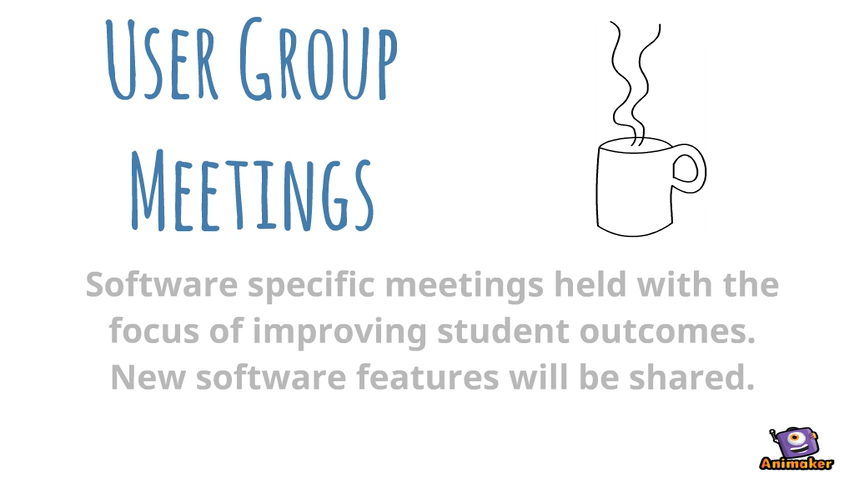 User Group
Meetings
Software specific meetings held with the
focus of improving student outcomes.
New software features will be shared.
Animaker